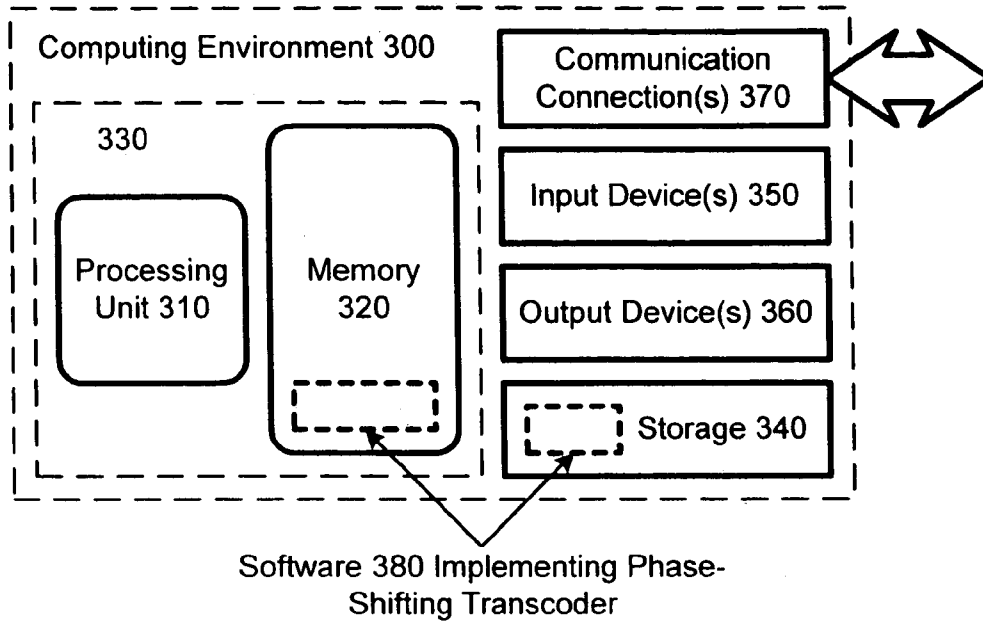 Computing Environment 300
Communication
Connection(s) 370
330
Input Device(s) 350
Processing
Unit 310
Memory
320
Output Device(s) 360
Storage 340
Software 380 Implementing Phase-
Shifting Transcoder